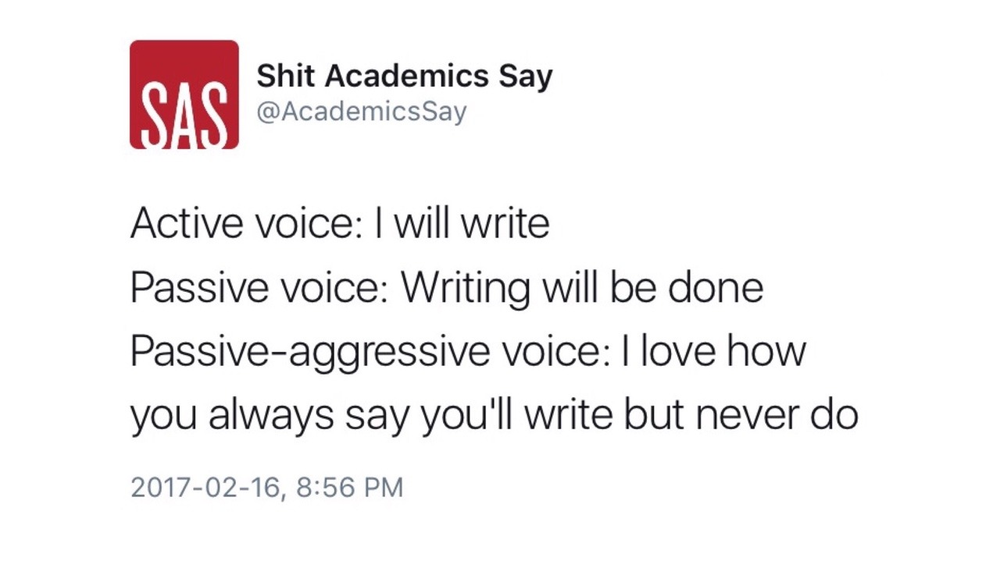 SAS
Shit Academics Say
@AcademicsSay
Active voice: I will write
Passive voice: Writing will be done
Passive-aggressive voice: I love how
you always say you'll write but never do
2017-02-16, 8:56 PM